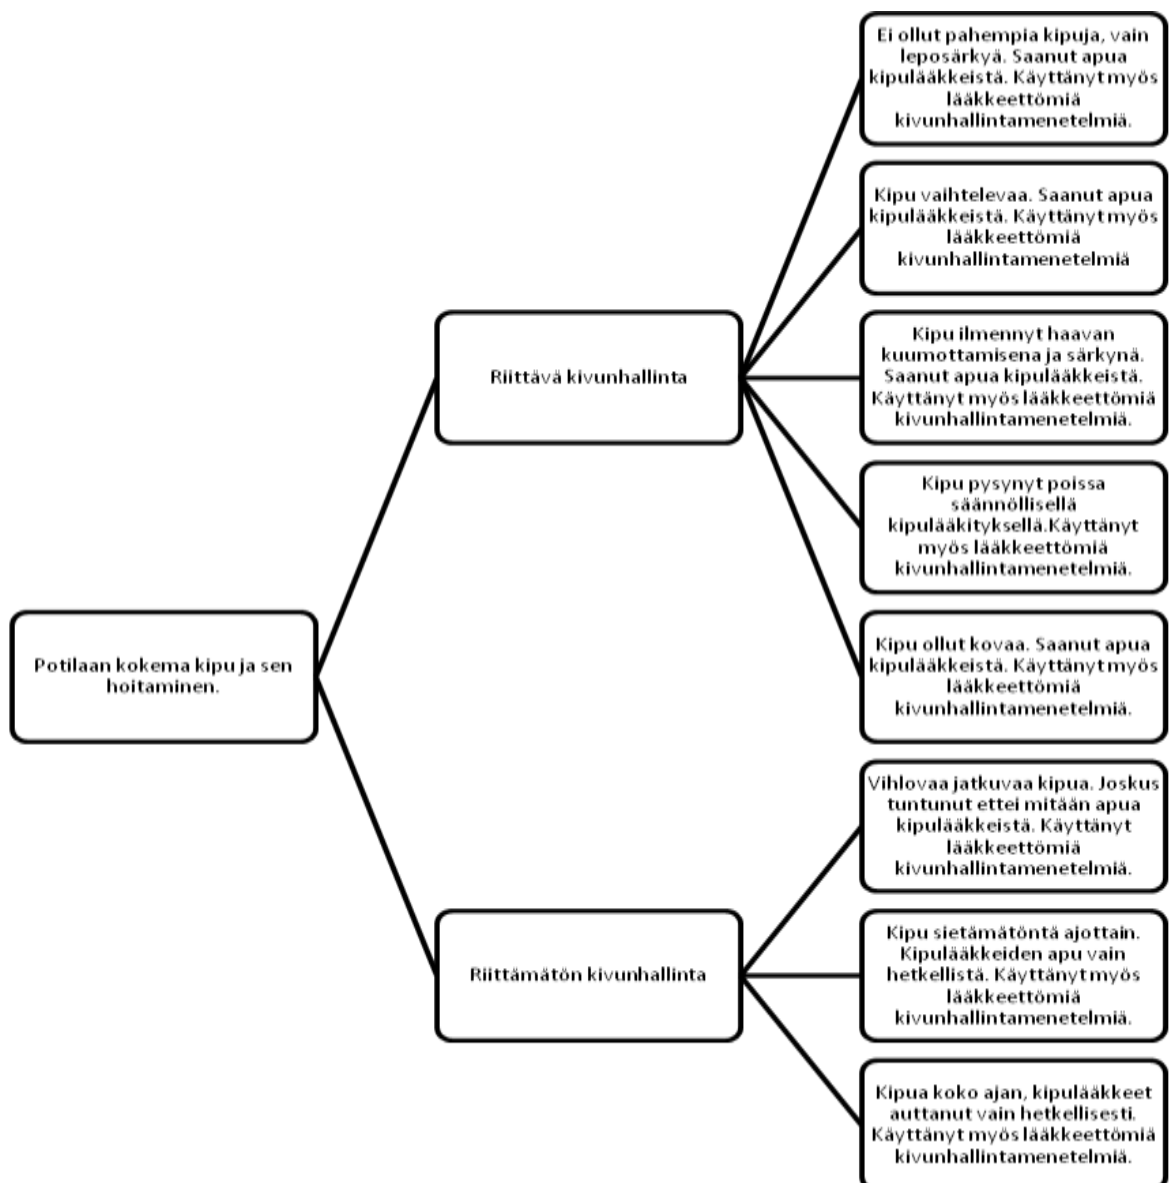 Ei ollut pahempia kipuja, vain
leposärkyä. Saanut apua
kipulääkkeistä. Käyttänyt myös
lääkkeettömiä
kivunhallintamenetelmiä.
Kipu vaihtelevaa. Saanut apua
kipulääkkeistä. Käyttänyt myös
lääkkeettömiä
kivunhallintamenetelmiä
Riittävä kivunhallinta
Kipu ilmennyt haavan
kuumottamisena ja särkynä.
Saanut apua kipulääkkeistä.
Käyttänyt myös lääkkeettömiä
kivunhallintamenetelmiä.
Kipu pysynyt poissa
säännöllisellä
kipulääkityksellä.Käyttänyt
myös lääkkeettömiä
kivunhallintamenetelmiä.
Potilaan kokema kipu ja sen
hoitaminen.
Kipu ollut kovaa. Saanut apua
kipulääkkeistä. Käyttänyt myös
lääkkeettömiä
kivunhallintamenetelmiä.
Vihlovaa jatkuvaa kipua. Joskus
tuntunut ettei mitään apua
kipulääkkeistä. Käyttänyt
lääkkeettömiä
kivunhallintamenetelmiä.
Riittämätön kivunhallinta
Kipu sietämätöntä ajottain.
Kipulääkkeiden apu vain
hetkellistä. Käyttänyt myös
lääkkeettömiä
kivunhallintamenetelmiä.
Kipua koko ajan, kipulääkkeet
auttanut vain hetkellisesti.
Käyttänyt myös lääkkeettömiä
kivunhallintamenetelmiä.